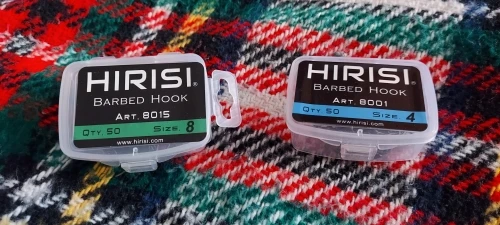 HIRISI®
BARBED HOOK
ART. 8015
QTY. 50 SIZE. 8
www.hirisi.com
HIRISI®
BARBED HOOK
ART. 8001
QTY. 50 SIZE. 4
www.hirisi.com